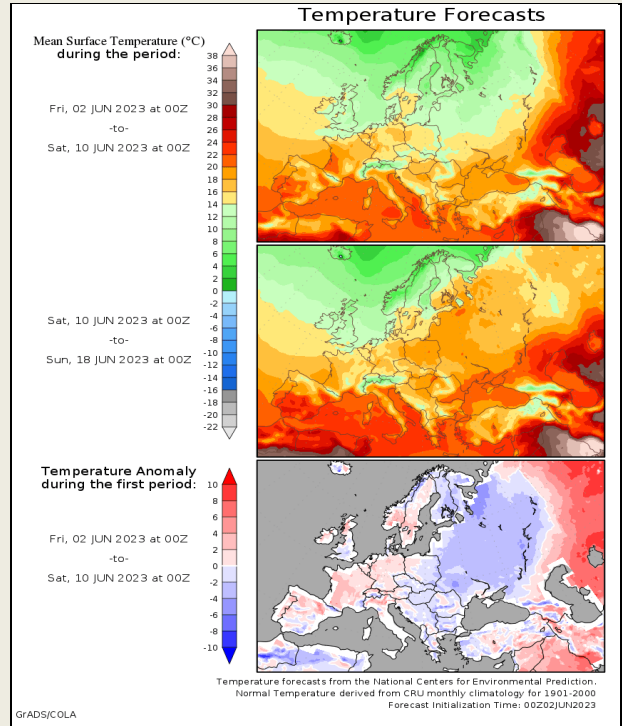 Temperature Forecasts
Mean Surface Temperature (°C)
during the period:
38
36
34
32
30
28
26
24
22
20
18
16
14
12
10
8
6
4
2
0
-2
-4
-6
-8
-10
-12
-14
-16
-18
-20
-22
Fri, 02 JUN 2023 at 00Z
-to-
Sat, 10 JUN 2023 at 00Z
Sat, 10 JUN 2023 at 00Z
-to-
Sun, 18 JUN 2023 at 00Z
Temperature Anomaly
during the first period:
10
8
6
4
2
0
-2
-4
-6
-8
-10
Fri, 02 JUN 2023 at 00Z
-to-
Sat, 10 JUN 2023 at 00Z
Temperature forecasts from the National Centers for Environmental Prediction.
Normal Temperature derived from CRU monthly climatology for 1901-2000
Forecast Initialization Time: 00Z02JUN2023
GrADS/COLA